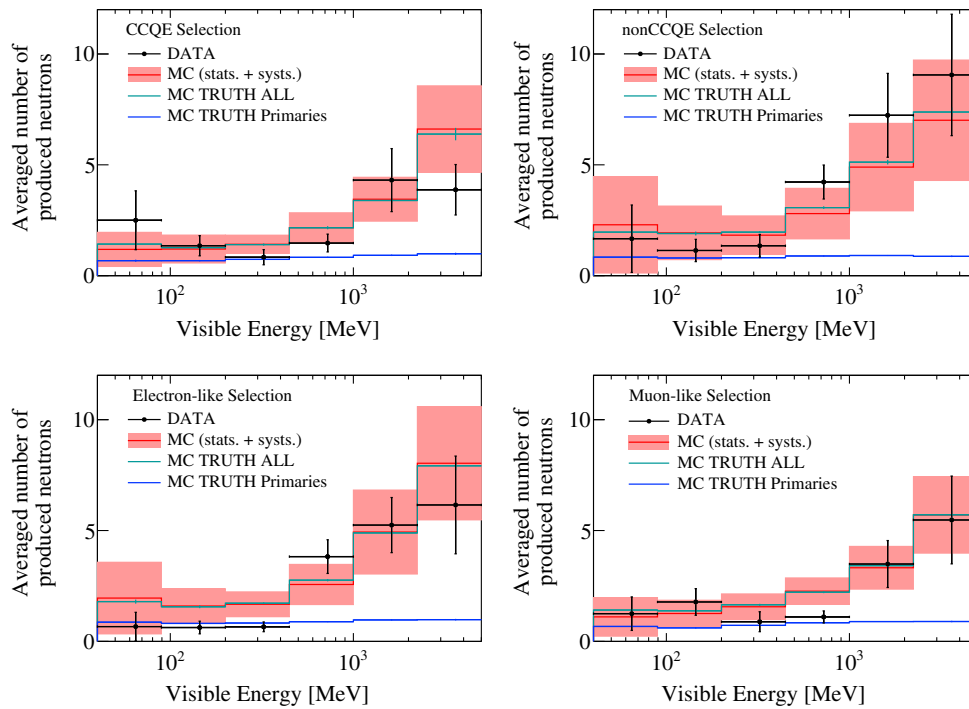 CCQE Selection
DATA
MC (stats. + systs.)
MC TRUTH ALL
MC TRUTH Primaries
Averaged number of
produced neutrons
10
5
0
10²
10³
Visible Energy [MeV]
nonCCQE Selection
DATA
MC (stats. + systs.)
MC TRUTH ALL
MC TRUTH Primaries
Averaged number of
produced neutrons
10
5
0
10²
10³
Visible Energy [MeV]
Electron-like Selection
DATA
MC (stats. + systs.)
MC TRUTH ALL
MC TRUTH Primaries
Averaged number of
produced neutrons
10
5
0
10²
10³
Visible Energy [MeV]
Muon-like Selection
DATA
MC (stats. + systs.)
MC TRUTH ALL
MC TRUTH Primaries
Averaged number of
produced neutrons
10
5
0
10²
10³
Visible Energy [MeV]